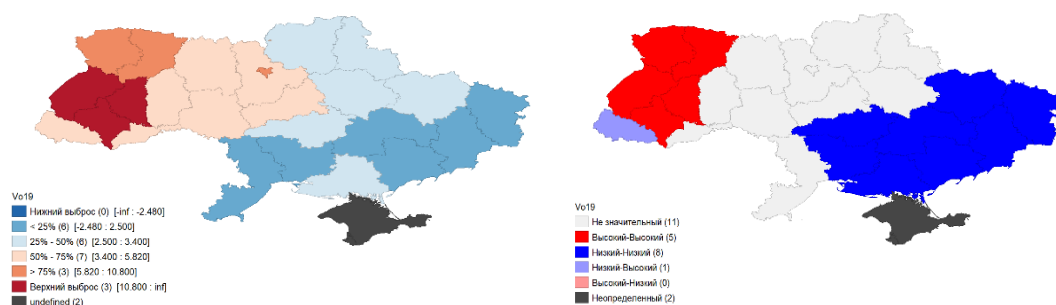 Vo19
Нижний выброс (0) [-inf : -2.480]
< 25% (6) [-2.480 : 2.500]
25% - 50% (6) [2.500 : 3.400]
50% - 75% (7) [3.400 : 5.820]
> 75% (3) [5.820 : 10.800]
Верхний выброс (3) [10.800 : inf]
undefined (2)
Vo19
Не значительный (11)
Высокий-Высокий (5)
Низкий-Низкий (8)
Низкий-Высокий (1)
Высокий-Низкий (0)
Неопределенный (2)